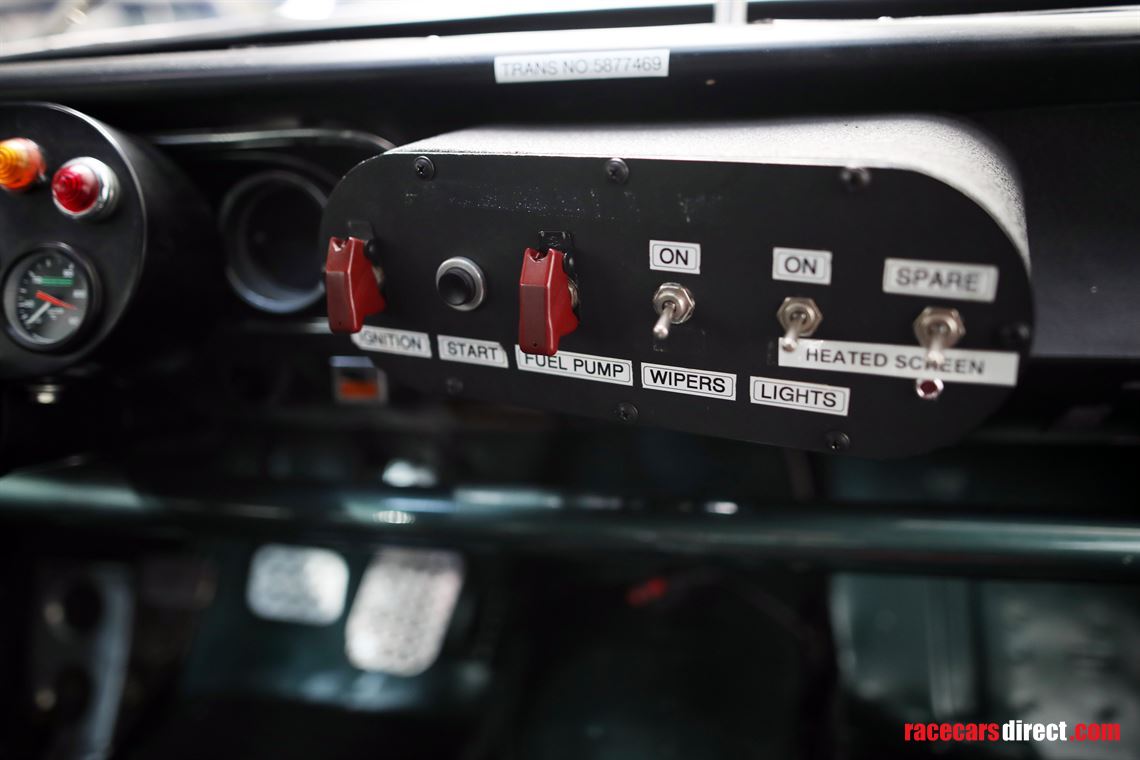 TRANS NO:5877469
ON
ON
SPARE
IGNITION
START
FUEL PUMP
WIPERS
HEATED SCREEN
LIGHTS
racecarsdirect.com